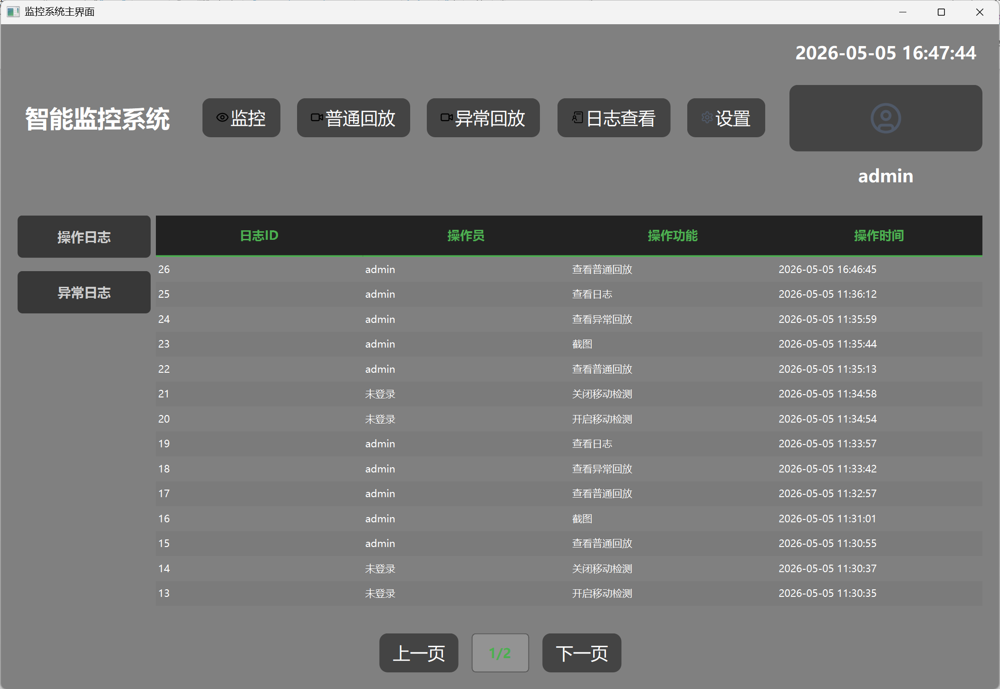 监控系统主界面
2026-05-05 16:47:44
智能监控系统 监控 普通回放 异常回放 日志查看 设置
admin
操作日志
异常日志
日志ID 操作员 操作功能 操作时间
26 admin 查看普通回放 2026-05-05 16:46:45
25 admin 查看日志 2026-05-05 11:36:12
24 admin 查看异常回放 2026-05-05 11:35:59
23 admin 截图 2026-05-05 11:35:44
22 admin 查看普通回放 2026-05-05 11:35:13
21 未登录 关闭移动检测 2026-05-05 11:34:58
20 未登录 开启移动检测 2026-05-05 11:34:54
19 admin 查看日志 2026-05-05 11:33:57
18 admin 查看异常回放 2026-05-05 11:33:42
17 admin 查看普通回放 2026-05-05 11:32:57
16 admin 截图 2026-05-05 11:31:01
15 admin 查看普通回放 2026-05-05 11:30:55
14 未登录 关闭移动检测 2026-05-05 11:30:37
13 未登录 开启移动检测 2026-05-05 11:30:35
上一页 1/2 下一页